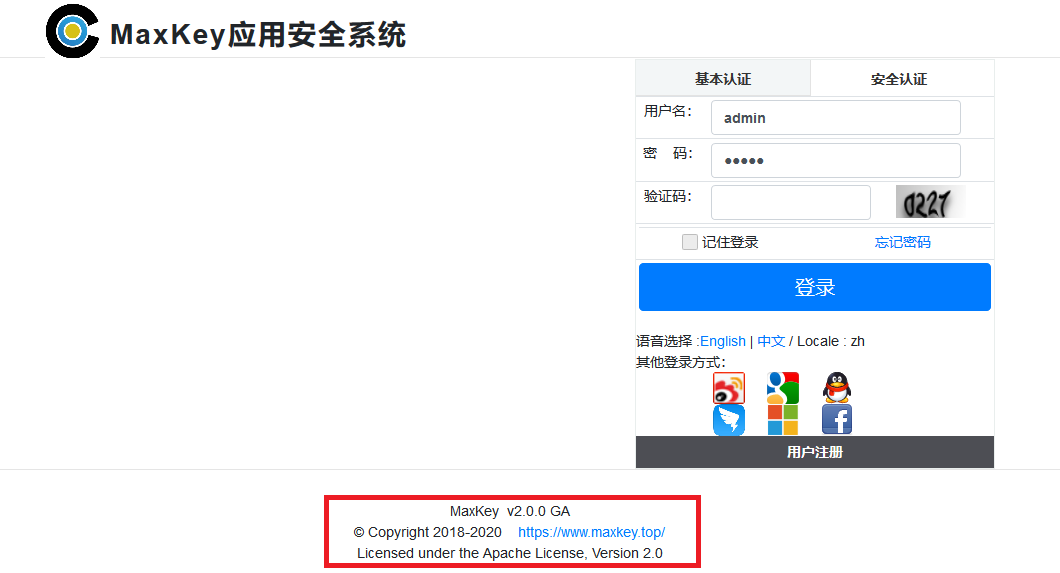 MaxKey应用安全系统
基本认证 安全认证
用户名： admin
密 码： •••••
验证码： 0227
记住登录 忘记密码
登录
语音选择 :English | 中文 / Locale : zh
其他登录方式：
用户注册
MaxKey v2.0.0 GA
© Copyright 2018-2020 https://www.maxkey.top/
Licensed under the Apache License, Version 2.0